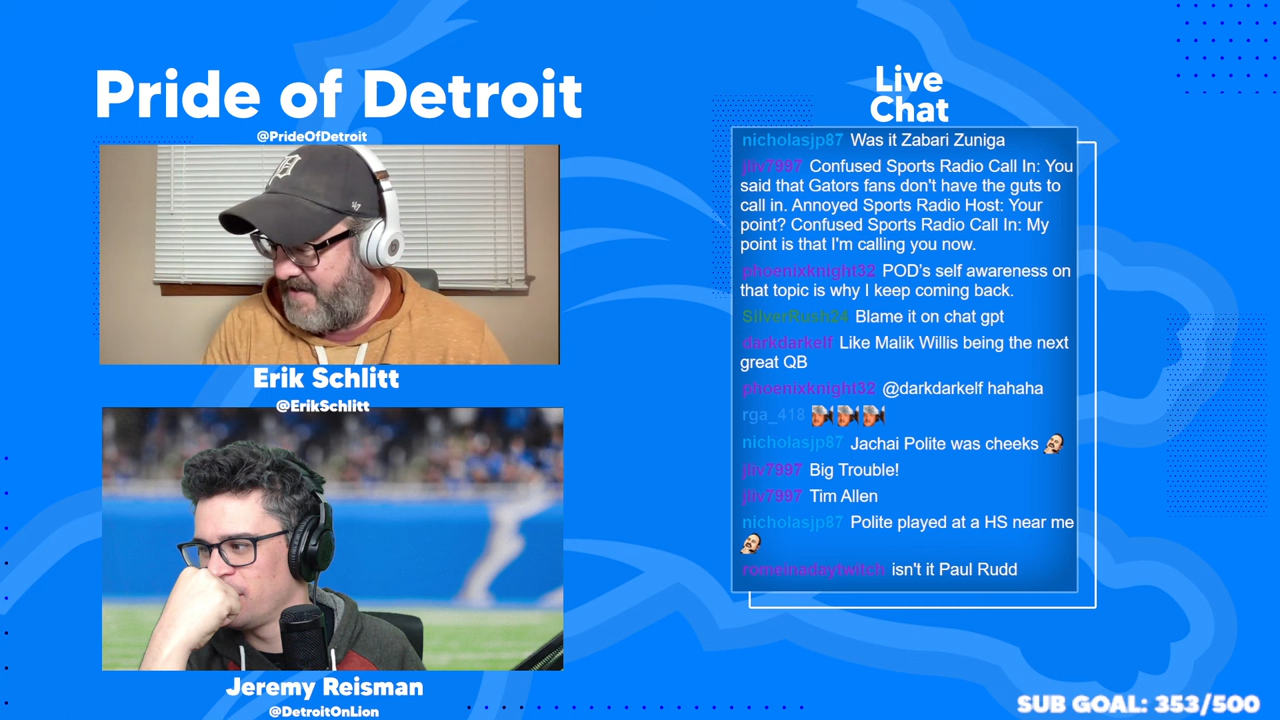 Pride of Detroit
@PrideOfDetroit
Erik Schlitt
@ErikSchlitt
Jeremy Reisman
@DetroitOnLion
Live
Chat
nicholasjp87 Was it Zabari Zuniga
jliv7997 Confused Sports Radio Call In: You
said that Gators fans don't have the guts to
call in. Annoyed Sports Radio Host: Your
point? Confused Sports Radio Call In: My
point is that I'm calling you now.
phoenixknight32 POD's self awareness on
that topic is why I keep coming back.
SilverRush24 Blame it on chat gpt
darkdarkelf Like Malik Willis being the next
great QB
phoenixknight32 @darkdarkelf hahaha
rga_418
nicholasjp87 Jachai Polite was cheeks
jliv7997 Big Trouble!
jliv7997 Tim Allen
nicholasjp87 Polite played at a HS near me
romeinadaytwitch isn't it Paul Rudd
SUB GOAL: 353/500
D
47